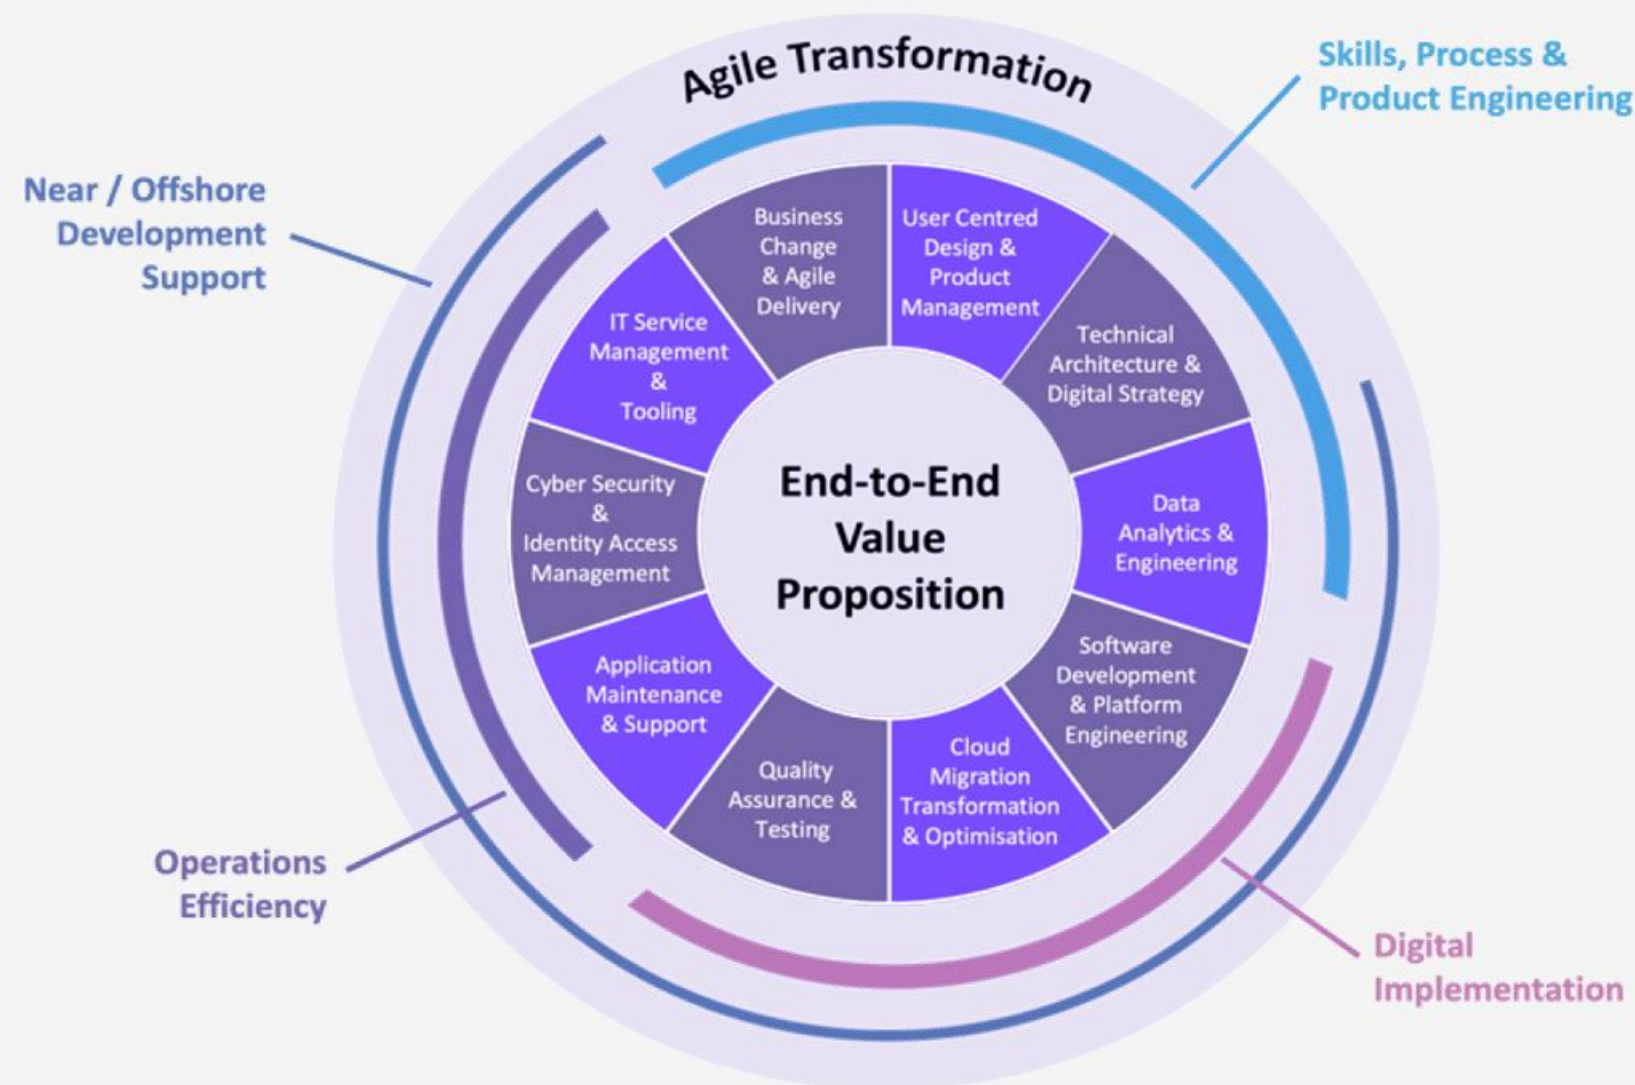 Agile Transformation
Skills, Process &
Product Engineering
Near / Offshore
Development
Support
Business
Change
& Agile
Delivery
User Centred
Design &
Product
Management
Technical
Architecture &
Digital Strategy
Data
Analytics &
Engineering
Software
Development
& Platform
Engineering
Cloud
Migration
Transformation
& Optimisation
Quality
Assurance &
Testing
Application
Maintenance
& Support
Cyber Security
&
Identity Access
Management
IT Service
Management
&
Tooling
End-to-End
Value
Proposition
Operations
Efficiency
Digital
Implementation